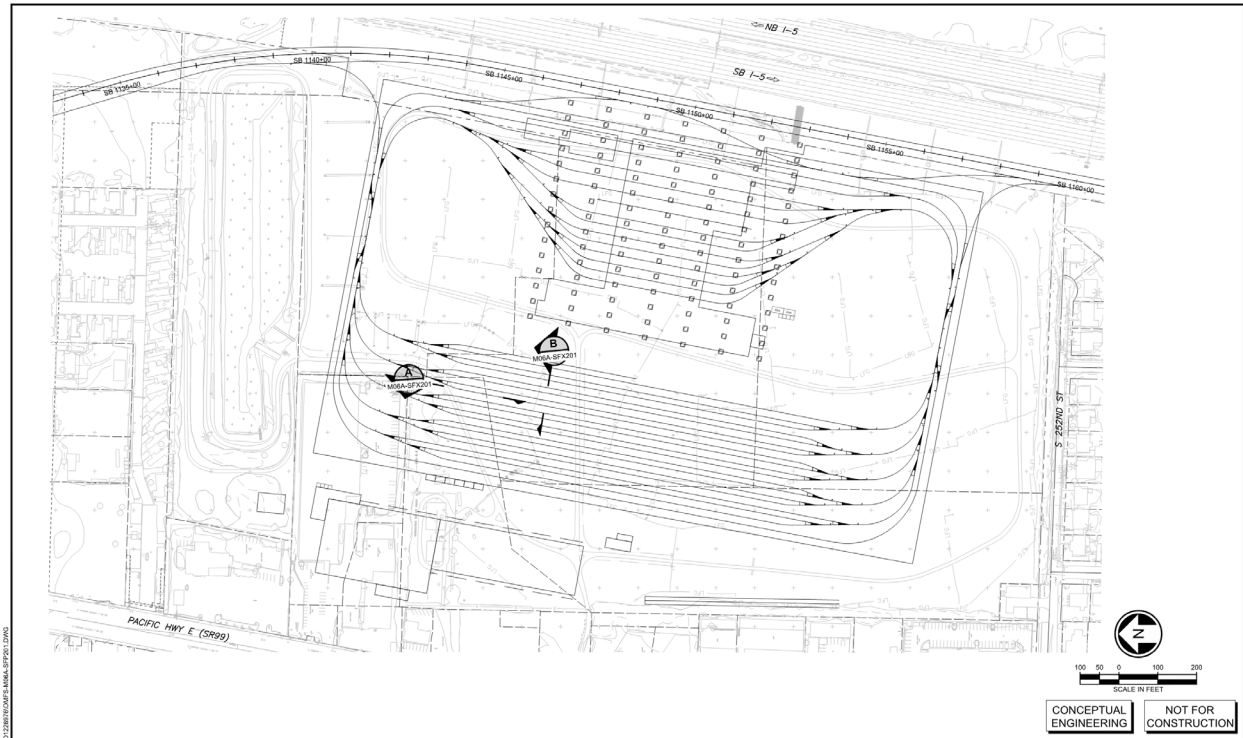 NB I-5
SB I-5
SB 1135+00
SB 1140+00
SB 1145+00
SB 1150+00
SB 1155+00
SB 1160+00
B
M06A-SFX201
A
M06A-SFX201
S 252ND ST
PACIFIC HWY E (SR99)
N
100 50 0 100 200
SCALE IN FEET
CONCEPTUAL
ENGINEERING
NOT FOR
CONSTRUCTION